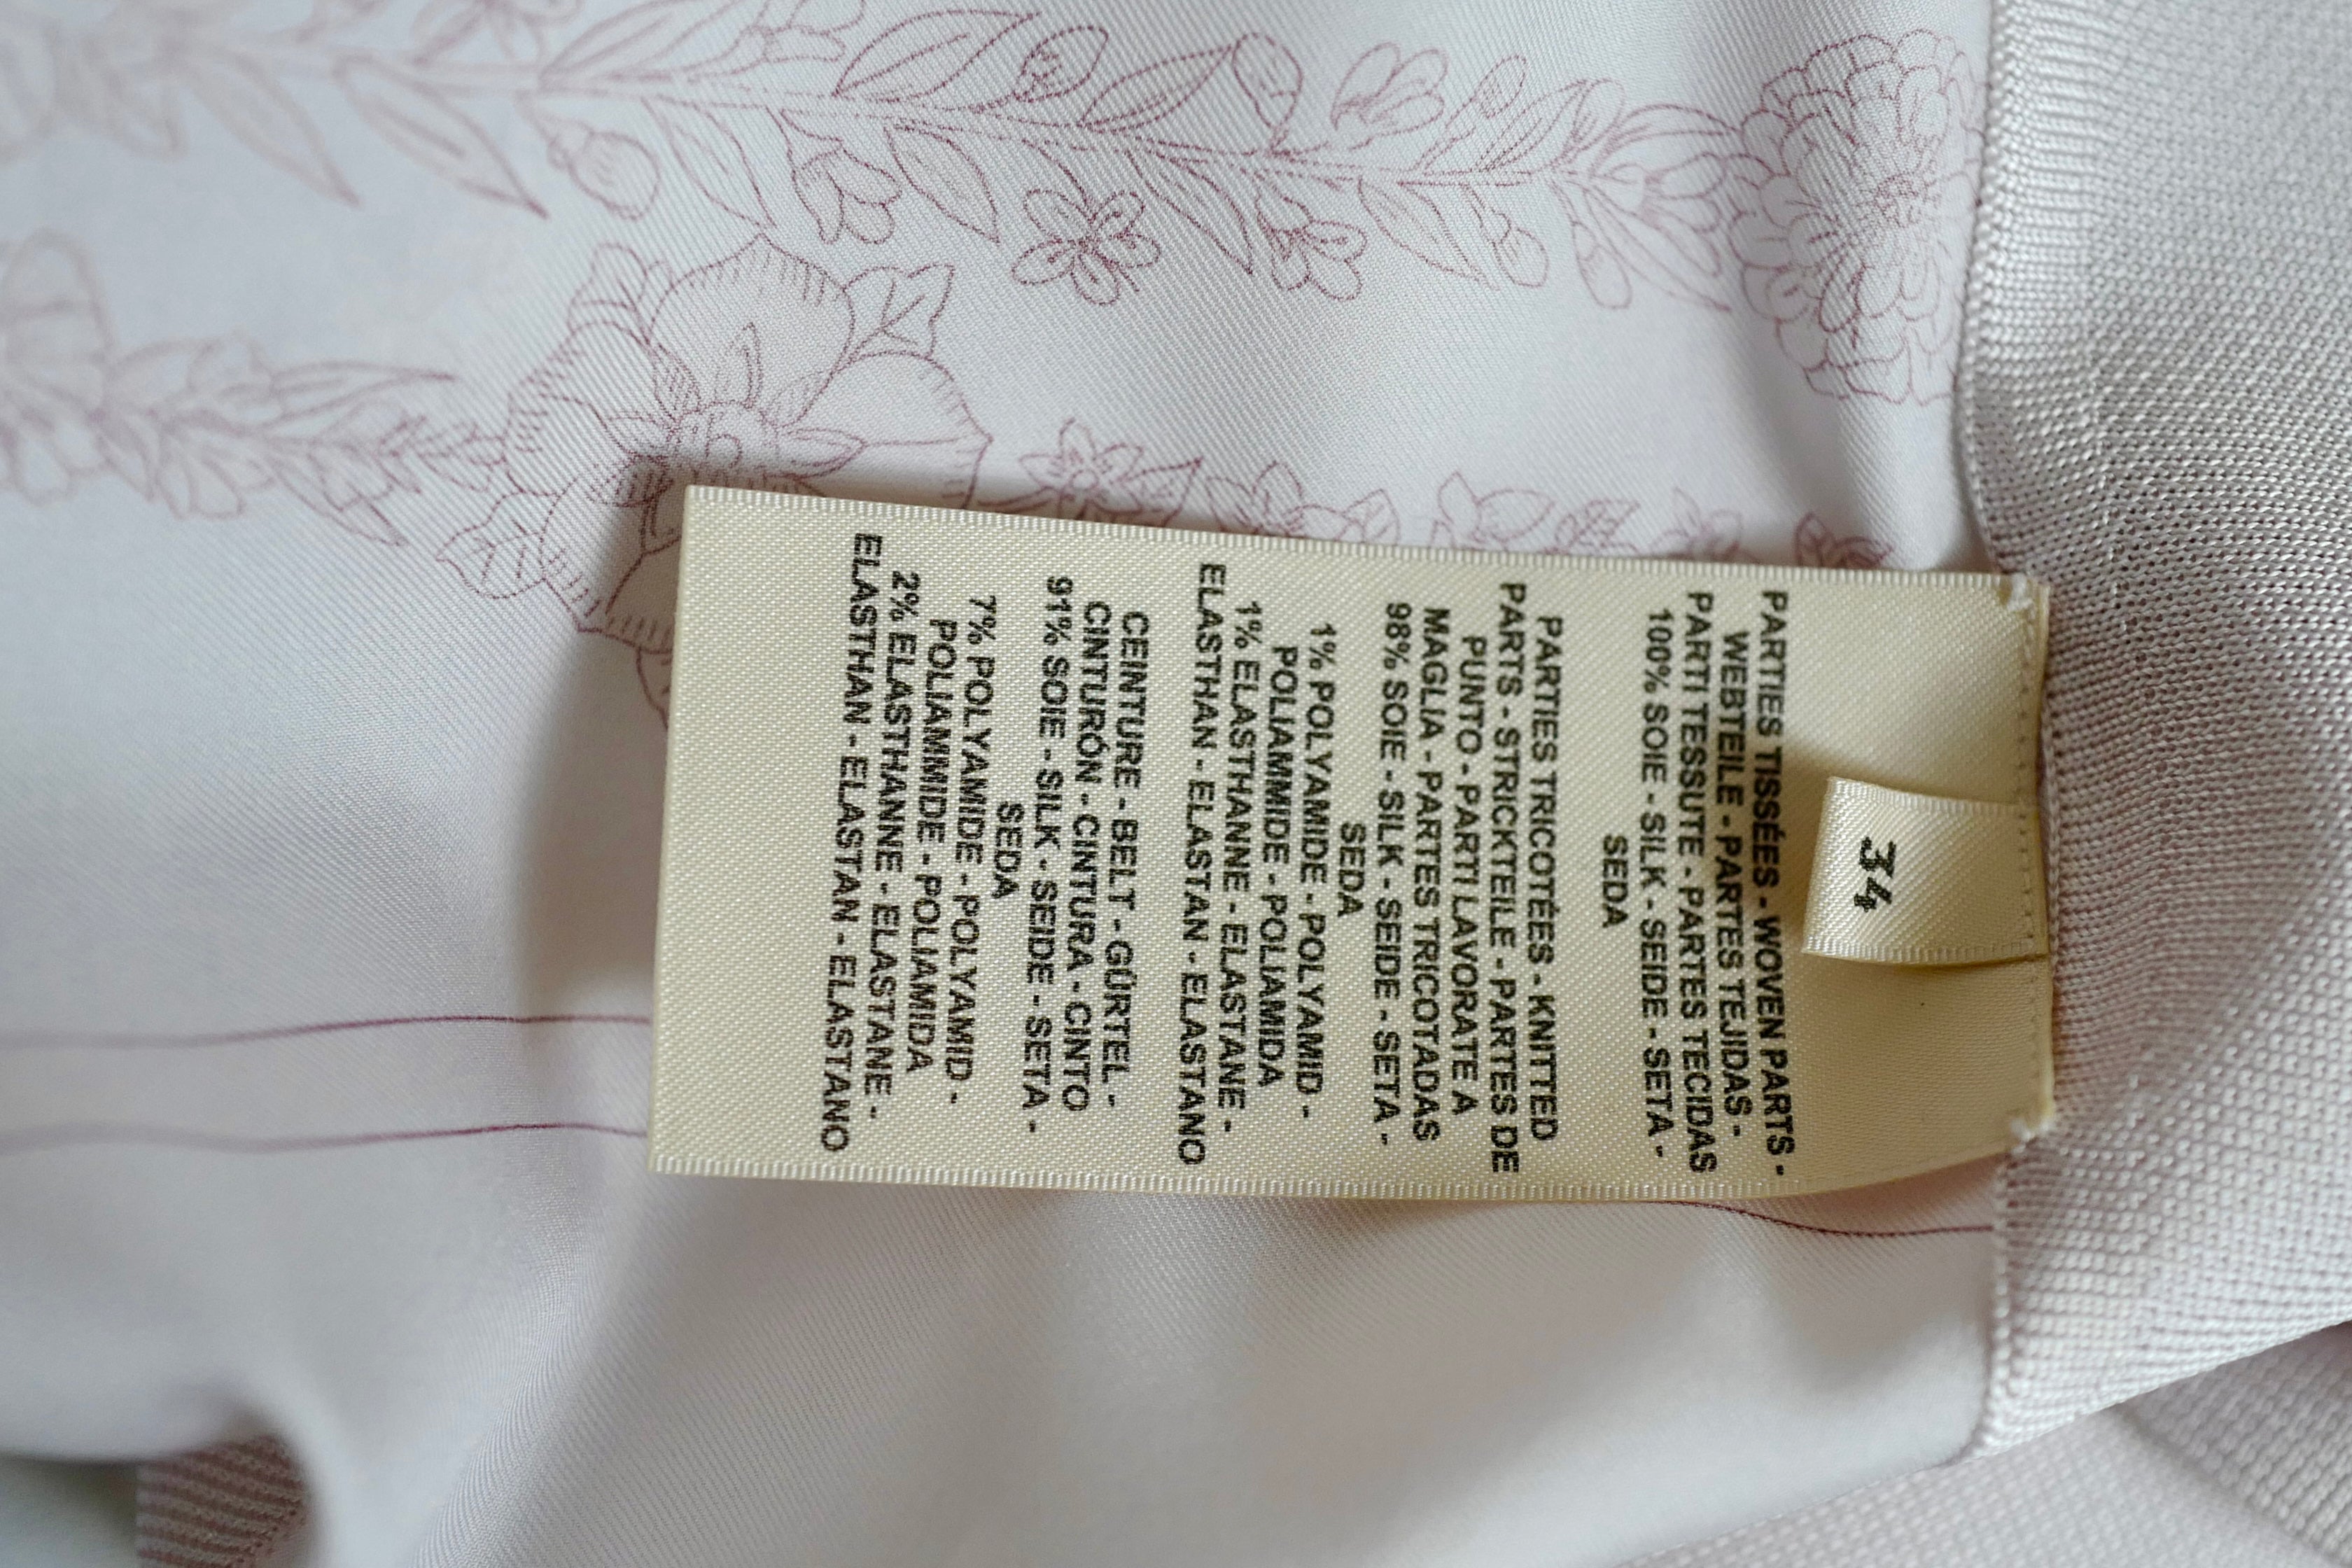 34
PARTIES TISSÉES - WOVEN PARTS -
WEBTEILE - PARTES TEJIDAS -
PARTI TESSUTE - PARTES TECIDAS
100% SOIE - SILK - SEIDE - SETA -
SEDA
PARTIES TRICOTÉES - KNITTED
PARTS - STRICKTEILE - PARTES DE
PUNTO - PARTI LAVORATE A
MAGLIA - PARTES TRICOTADAS
98% SOIE - SILK - SEIDE - SETA -
SEDA
1% POLYAMIDE - POLYAMID -
POLIAMMIDE - POLIAMIDA
1% ELASTHANNE - ELASTANE -
ELASTHAN - ELASTAN - ELASTANO
CEINTURE - BELT - GÜRTEL -
CINTURÓN - CINTURA - CINTO
91% SOIE - SILK - SEIDE - SETA -
SEDA
7% POLYAMIDE - POLYAMID -
POLIAMMIDE - POLIAMIDA
2% ELASTHANNE - ELASTANE -
ELASTHAN - ELASTAN - ELASTANO